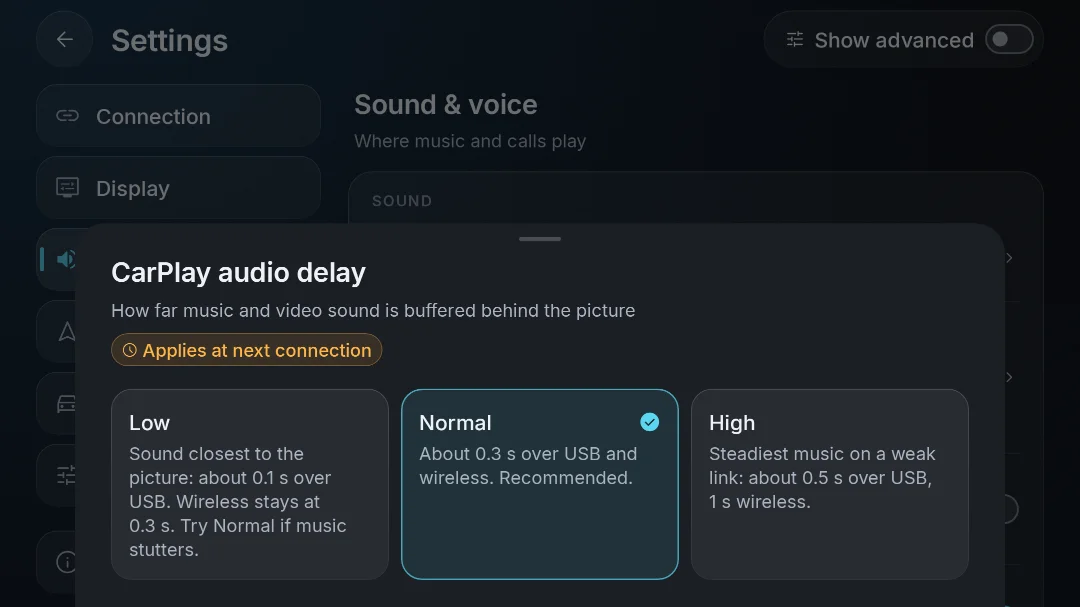 Settings
Show advanced
Connection
Display
Sound & voice
Where music and calls play
SOUND
CarPlay audio delay
How far music and video sound is buffered behind the picture
Applies at next connection
Low
Sound closest to the
picture: about 0.1 s over
USB. Wireless stays at
0.3 s. Try Normal if music
stutters.
Normal
About 0.3 s over USB and
wireless. Recommended.
High
Steadiest music on a weak
link: about 0.5 s over USB,
1 s wireless.